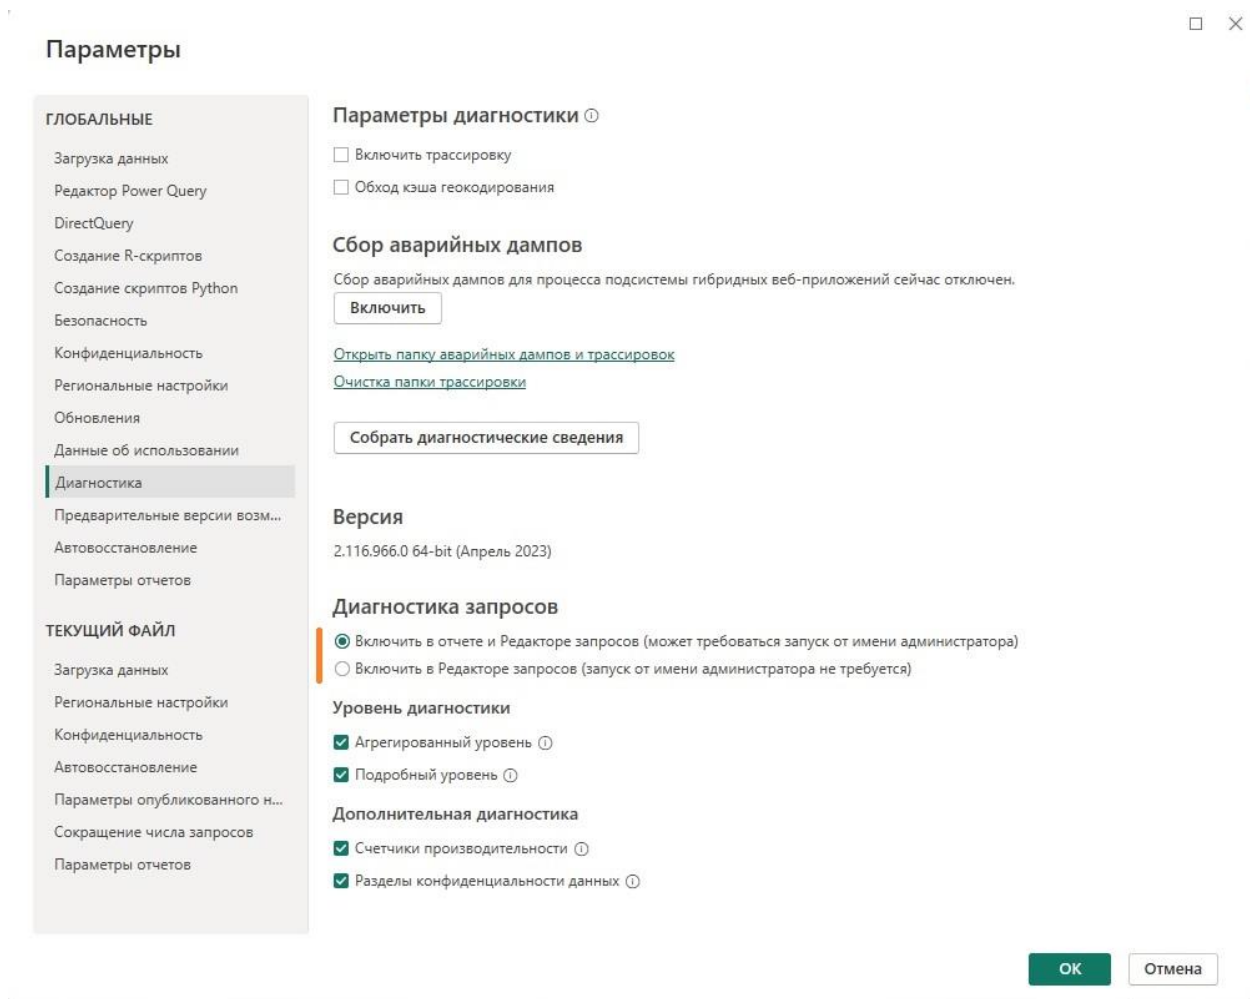 Параметры
ГЛОБАЛЬНЫЕ
Загрузка данных
Редактор Power Query
DirectQuery
Создание R-скриптов
Создание скриптов Python
Безопасность
Конфиденциальность
Региональные настройки
Обновления
Данные об использовании
Диагностика
Предварительные версии возм...
Автовосстановление
Параметры отчетов
ТЕКУЩИЙ ФАЙЛ
Загрузка данных
Региональные настройки
Конфиденциальность
Автовосстановление
Параметры опубликованного н...
Сокращение числа запросов
Параметры отчетов
Параметры диагностики
Включить трассировку
Обход кэша геокодирования
Сбор аварийных дампов
Сбор аварийных дампов для процесса подсистемы гибридных веб-приложений сейчас отключен.
Включить
Открыть папку аварийных дампов и трассировок
Очистка папки трассировки
Собрать диагностические сведения
Версия
2.116.966.0 64-bit (Апрель 2023)
Диагностика запросов
Включить в отчете и Редакторе запросов (может требоваться запуск от имени администратора)
Включить в Редакторе запросов (запуск от имени администратора не требуется)
Уровень диагностики
Агрегированный уровень
Подробный уровень
Дополнительная диагностика
Счетчики производительности
Разделы конфиденциальности данных
ОК
Отмена